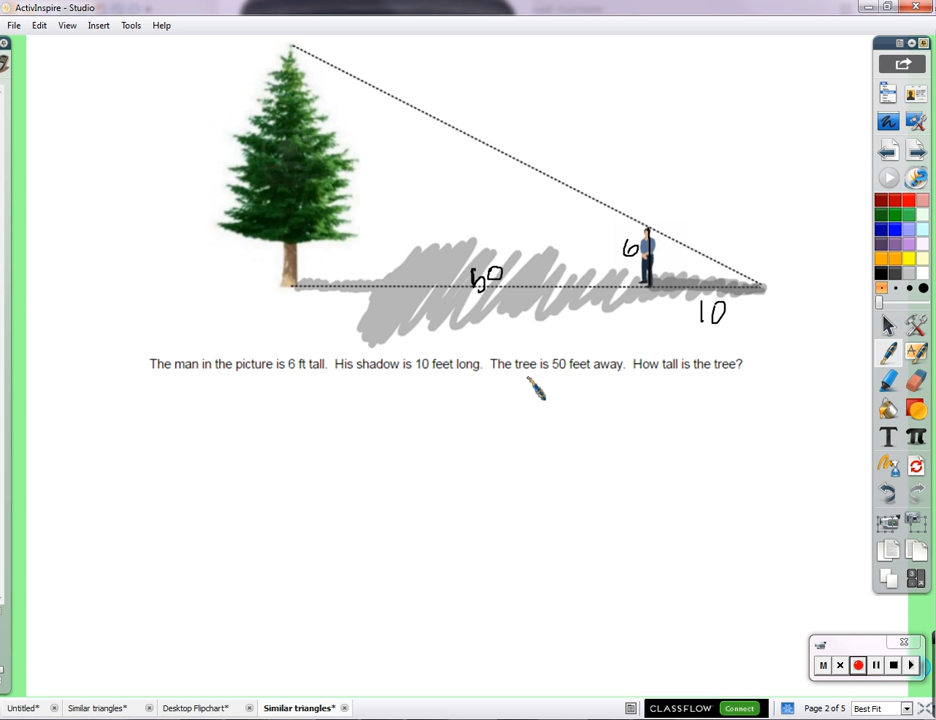 ActivInspire - Studio
File Edit View Insert Tools Help
6
50
10
The man in the picture is 6 ft tall. His shadow is 10 feet long. The tree is 50 feet away. How tall is the tree?
T π
M
Untitled* Similar triangles* Desktop Flipchart* Similar triangles* CLASSFLOW Connect Page 2 of 5 Best Fit